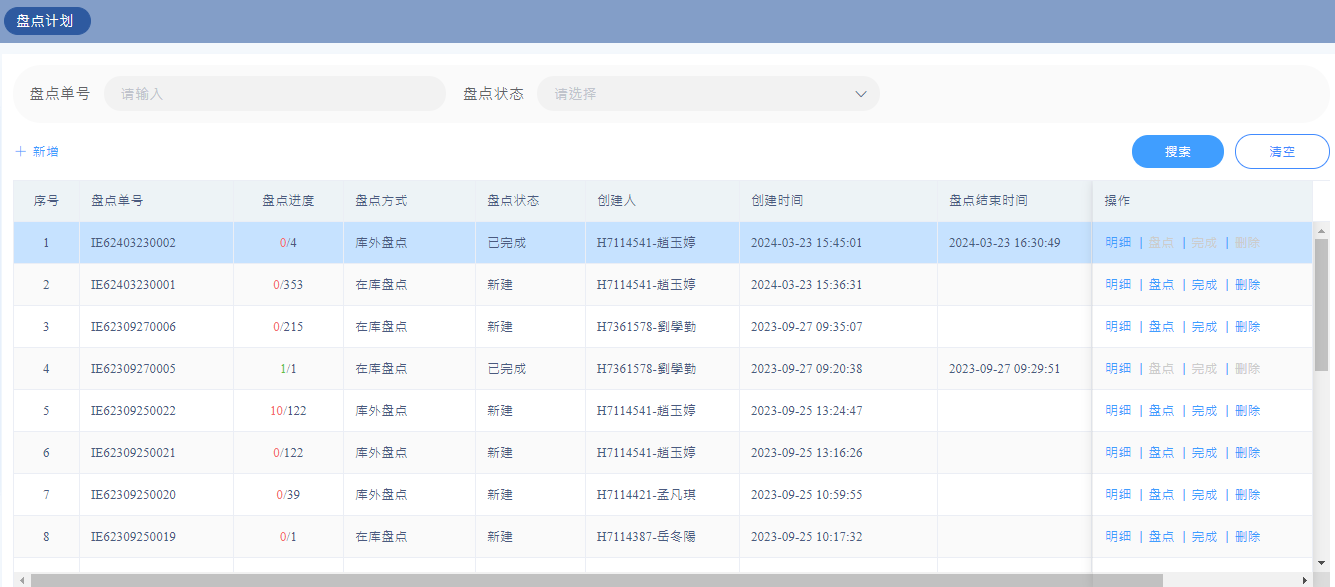 盘点计划
盘点单号 请输入 盘点状态 请选择
+ 新增 搜索 清空
序号 盘点单号 盘点进度 盘点方式 盘点状态 创建人 创建时间 盘点结束时间 操作
1 IE62403230002 0/4 库外盘点 已完成 H7114541-趙玉婷 2024-03-23 15:45:01 2024-03-23 16:30:49 明细 | 盘点 | 完成 | 删除
2 IE62403230001 0/353 在库盘点 新建 H7114541-趙玉婷 2024-03-23 15:36:31 明细 | 盘点 | 完成 | 删除
3 IE62309270006 0/215 在库盘点 新建 H7361578-劉學勤 2023-09-27 09:35:07 明细 | 盘点 | 完成 | 删除
4 IE62309270005 1/1 在库盘点 已完成 H7361578-劉學勤 2023-09-27 09:20:38 2023-09-27 09:29:51 明细 | 盘点 | 完成 | 删除
5 IE62309250022 10/122 库外盘点 新建 H7114541-趙玉婷 2023-09-25 13:24:47 明细 | 盘点 | 完成 | 删除
6 IE62309250021 0/122 库外盘点 新建 H7114541-趙玉婷 2023-09-25 13:16:26 明细 | 盘点 | 完成 | 删除
7 IE62309250020 0/39 库外盘点 新建 H7114421-孟凡琪 2023-09-25 10:59:55 明细 | 盘点 | 完成 | 删除
8 IE62309250019 0/1 在库盘点 新建 H7114387-岳冬陽 2023-09-25 10:17:32 明细 | 盘点 | 完成 | 删除